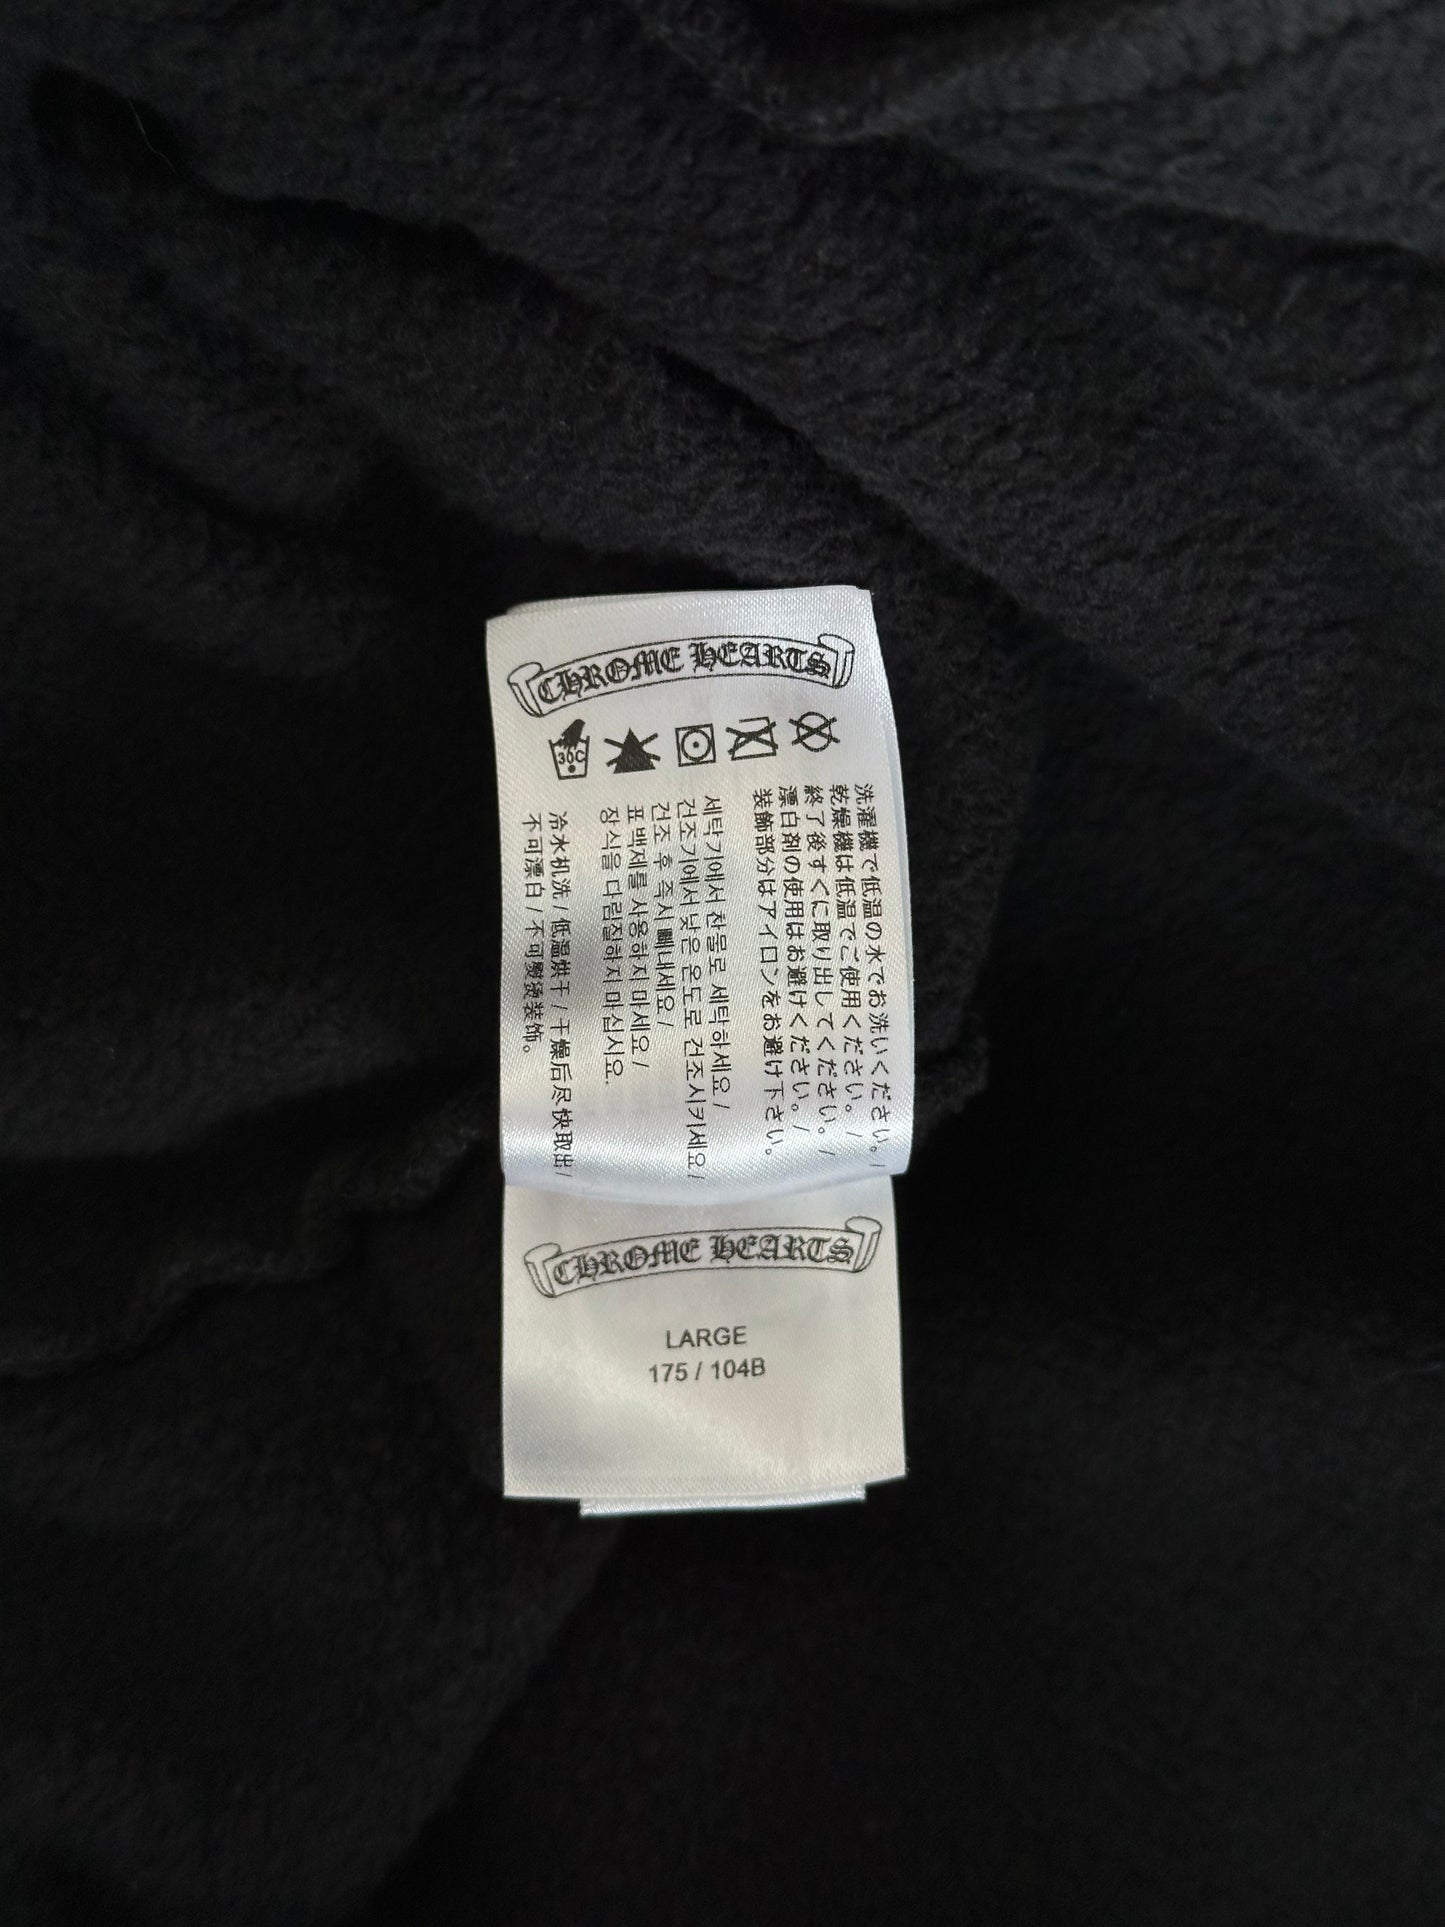 CHROME HEARTS
30C
洗濯機で低温の水でお洗いください。/
乾燥機は低温でご使用ください。/
終了後すぐに取り出してください。/
漂白剤の使用はお避けください。/
装飾部分はアイロンをお避け下さい。
세탁기에서 찬물로 세탁하세요/
건조기에서 낮은 온도로 건조시키세요/
건조 후 즉시 빼내세요/
표백제를 사용하지 마세요/
장식을 다림질하지 마십시요.
冷水机洗/低温烘干/干燥后尽快取出/
不可漂白/不可熨烫装饰。
CHROME HEARTS
LARGE
175 / 104B